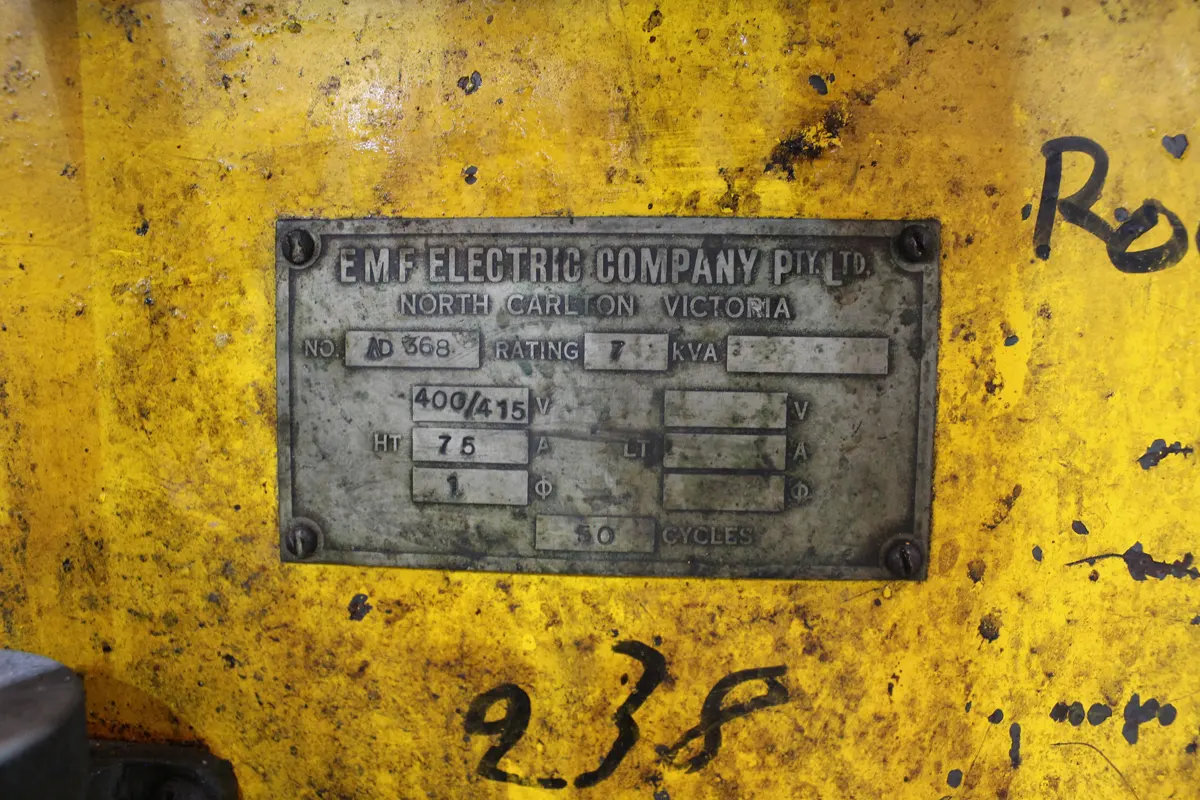 EMF ELECTRIC COMPANY PTY. LTD.
NORTH CARLTON VICTORIA
NO. AD 368 RATING 7 KVA
400/415 V V
HT 75 A LT A
1 Φ Φ
50 CYCLES
238